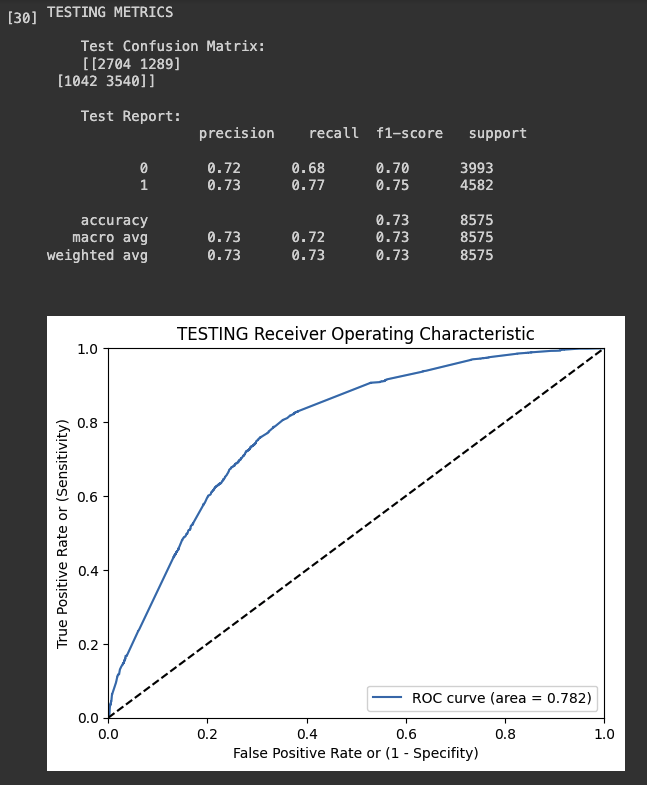 [30] TESTING METRICS
Test Confusion Matrix:
[[2704 1289]
[1042 3540]]
Test Report:
precision recall f1-score support
0 0.72 0.68 0.70 3993
1 0.73 0.77 0.75 4582
accuracy 0.73 8575
macro avg 0.73 0.72 0.73 8575
weighted avg 0.73 0.73 0.73 8575
TESTING Receiver Operating Characteristic
1.0
0.8
0.6
0.4
0.2
0.0
True Positive Rate or (Sensitivity)
ROC curve (area = 0.782)
0.0 0.2 0.4 0.6 0.8 1.0
False Positive Rate or (1 - Specifity)